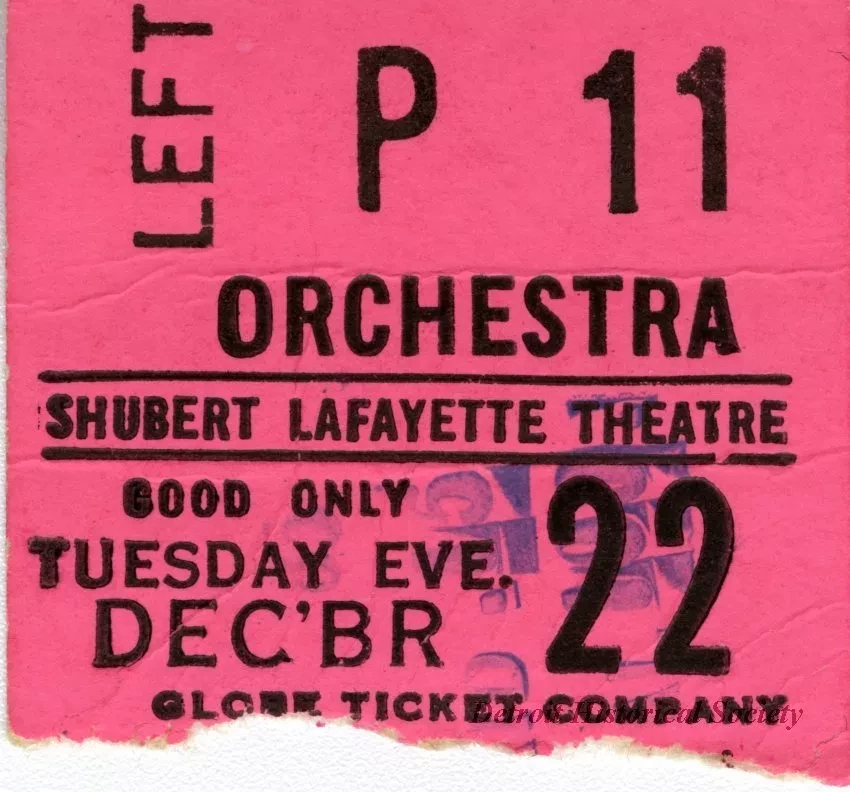 LEFT
P 11
ORCHESTRA
SHUBERT LAFAYETTE THEATRE
GOOD ONLY
TUESDAY EVE.
DEC'BR 22
GLOBE TICKET COMPANY
Detroit Historical Society